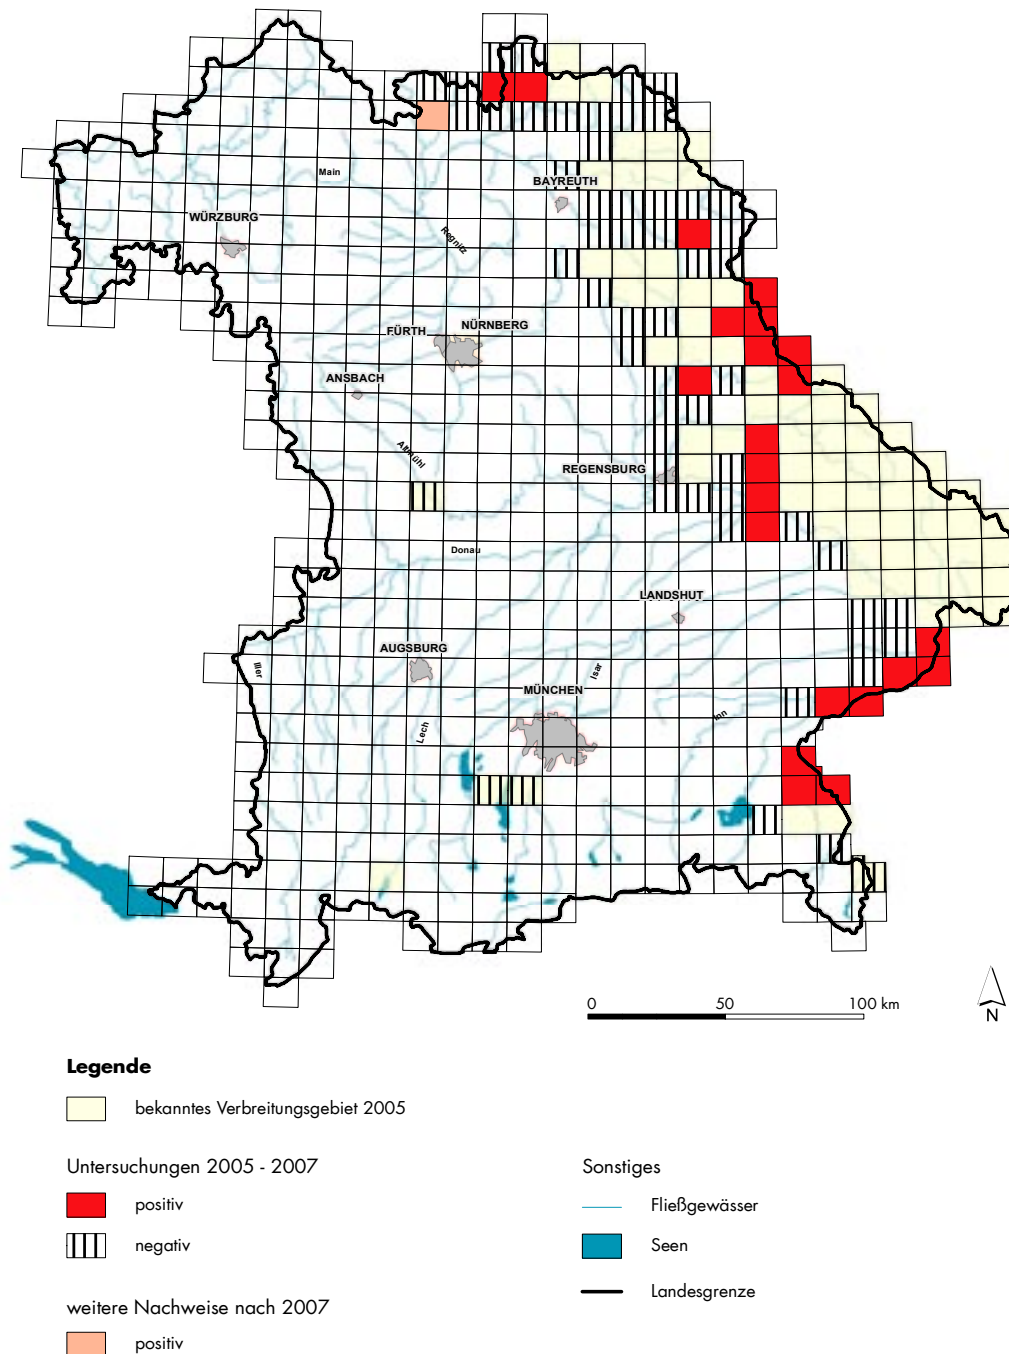 Main
BAYREUTH
WÜRZBURG
Regnitz
FÜRTH
NÜRNBERG
ANSBACH
Altmühl
REGENSBURG
Donau
LANDSHUT
AUGSBURG
Iller
Isar
MÜNCHEN
Inn
Lech
0 50 100 km
N
Legende
bekanntes Verbreitungsgebiet 2005
Untersuchungen 2005 - 2007
positiv
negativ
weitere Nachweise nach 2007
positiv
Sonstiges
Fließgewässer
Seen
Landesgrenze